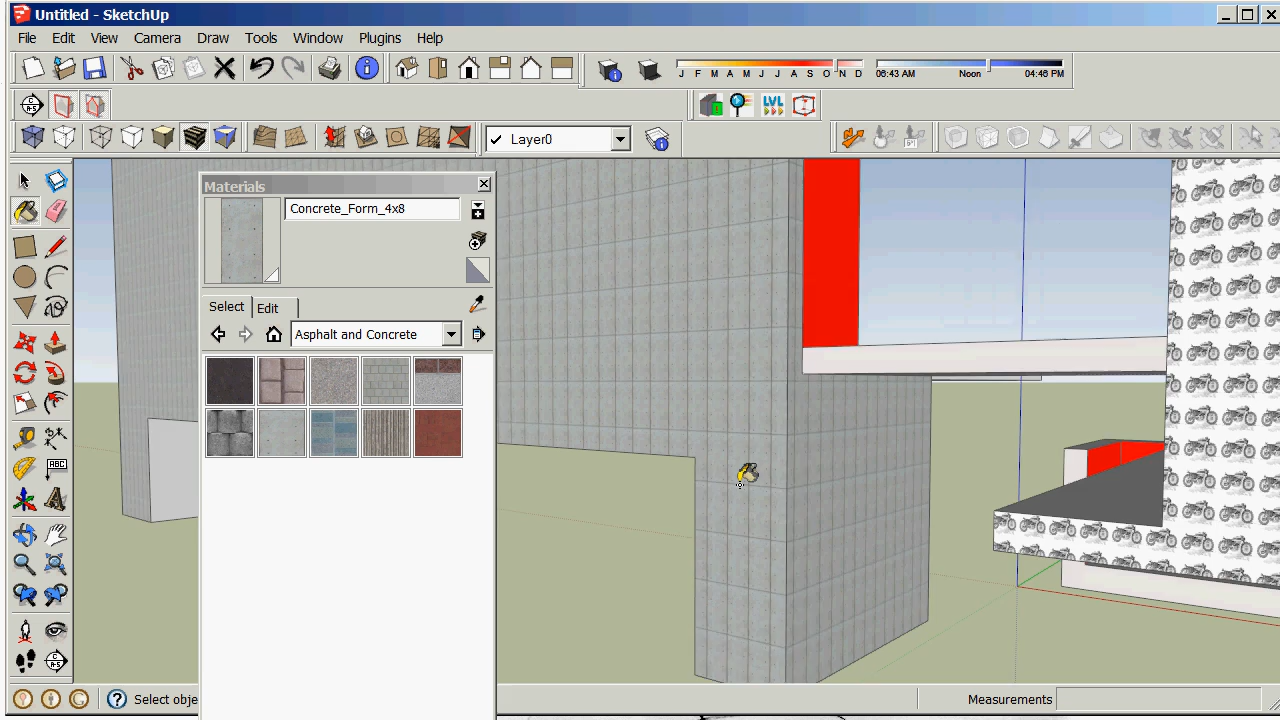 Untitled - SketchUp
File Edit View Camera Draw Tools Window Plugins Help
J F M A M J J A S O N D
06:43 AM Noon 04:46 PM
LVL
Layer0
Materials
Concrete_Form_4x8
Select Edit
Asphalt and Concrete
ABC
Select obje
Measurements